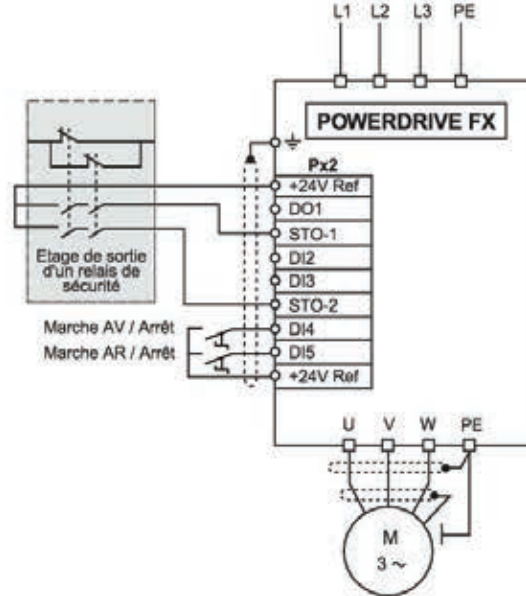 L1 L2 L3 PE
POWERDRIVE FX
Px2
+24V Ref
DO1
STO-1
DI2
DI3
STO-2
DI4
DI5
+24V Ref
Etage de sortie
d'un relais de
sécurité
Marche AV / Arrêt
Marche AR / Arrêt
U V W PE
M
3 ~